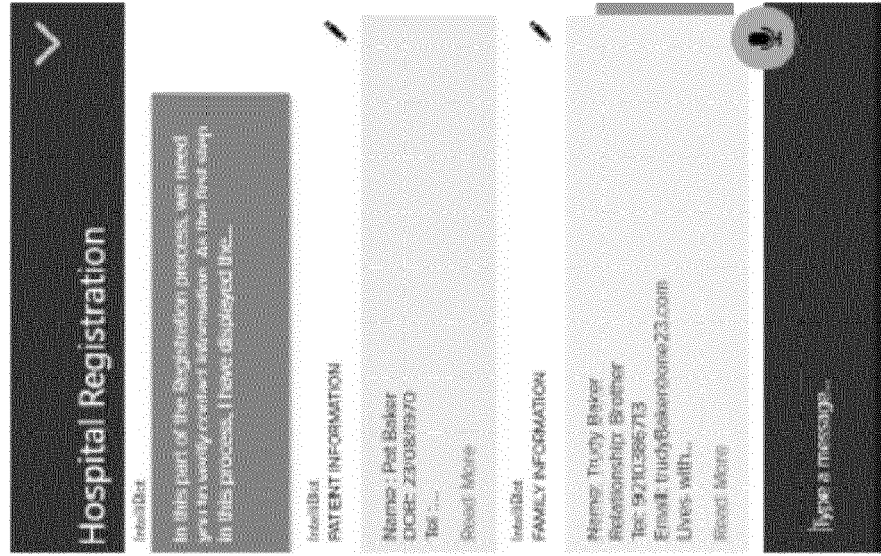 Hospital Registration
IntelliBot
In this part of the Registration process, we need
you to verify contact information. As the first step
in this process, I have displayed the...
IntelliBot
PATIENT INFORMATION
Name : Pat Baker
DOB: 23/08/1970
Tel :...
Read More
IntelliBot
FAMILY INFORMATION
Name: Trudy Baker
Relationship: Brother
Tel: 9210386713
Email: trudyBaker@one23.com
Lives with...
Read More
Type a message...